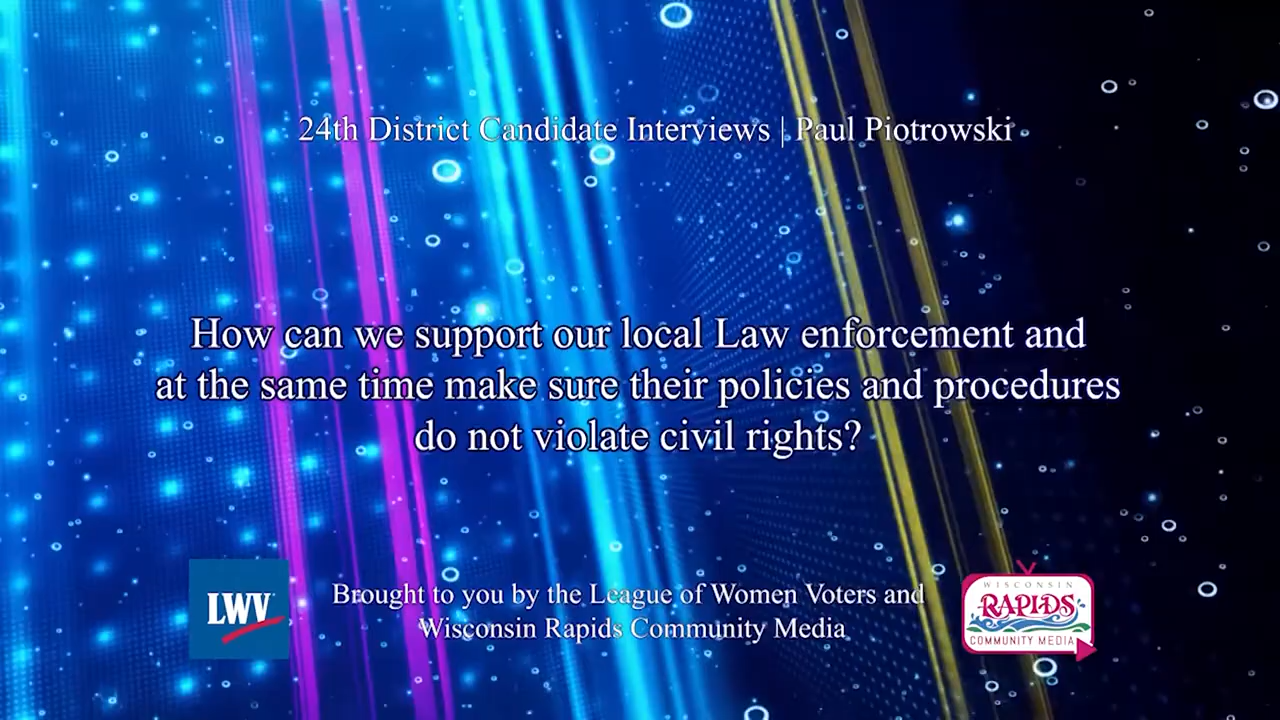 24th District Candidate Interviews | Paul Piotrowski
How can we support our local Law enforcement and
at the same time make sure their policies and procedures
do not violate civil rights?
LWV
Brought to you by the League of Women Voters and
Wisconsin Rapids Community Media
WISCONSIN
RAPIDS
COMMUNITY MEDIA